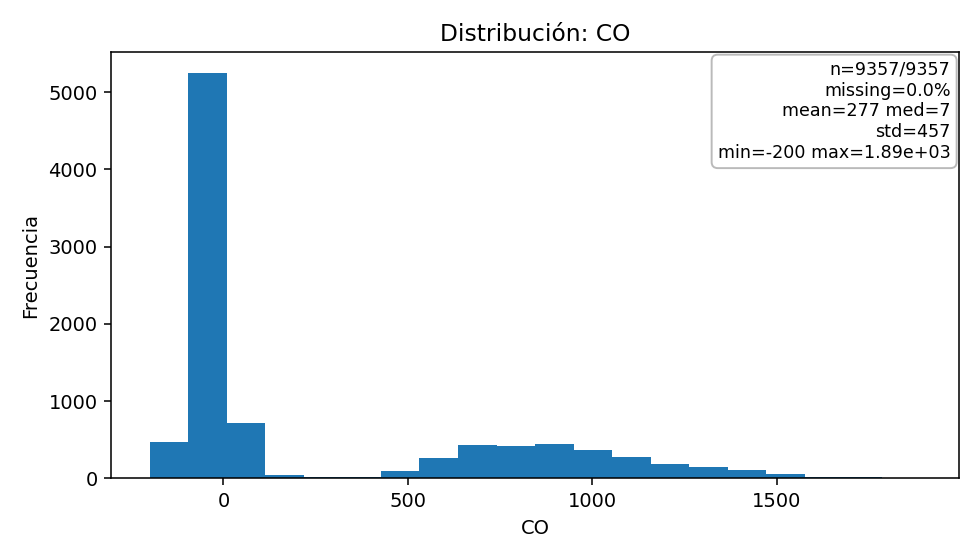 Distribución: CO
n=9357/9357
missing=0.0%
mean=277 med=7
std=457
min=-200 max=1.89e+03
Frecuencia
5000
4000
3000
2000
1000
0
0 500 1000 1500
CO